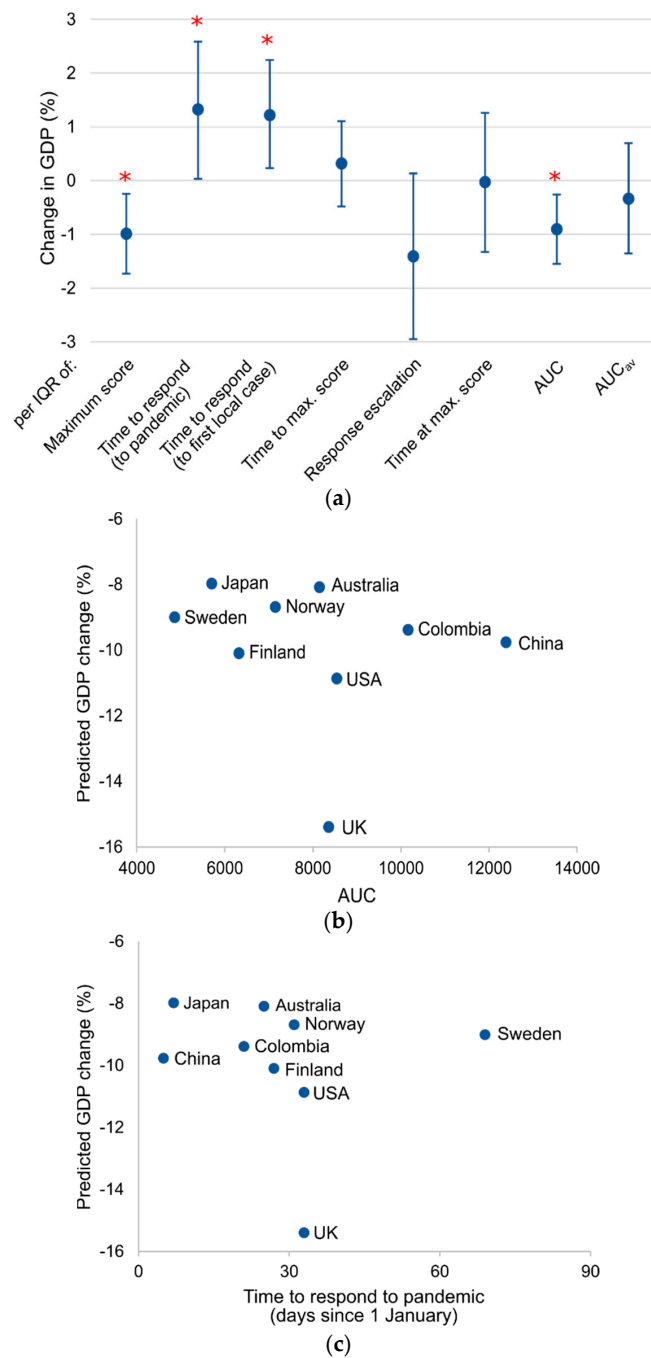 3
*
*
2
1
*
*
0
-1
-2
-3
Change in GDP (%)
per IQR of:
Maximum score
Time to respond
(to pandemic)
Time to respond
(to first local case)
Time to max. score
Response escalation
Time at max. score
AUC
AUCav
(a)
-6
-8
-10
-12
-14
-16
Predicted GDP change (%)
Japan
Australia
Norway
Sweden
Colombia
China
Finland
USA
UK
4000 6000 8000 10000 12000 14000
AUC
(b)
-6
-8
-10
-12
-14
-16
Predicted GDP change (%)
Japan
Australia
Norway
Sweden
Colombia
China
Finland
USA
UK
0 30 60 90
Time to respond to pandemic
(days since 1 January)
(c)